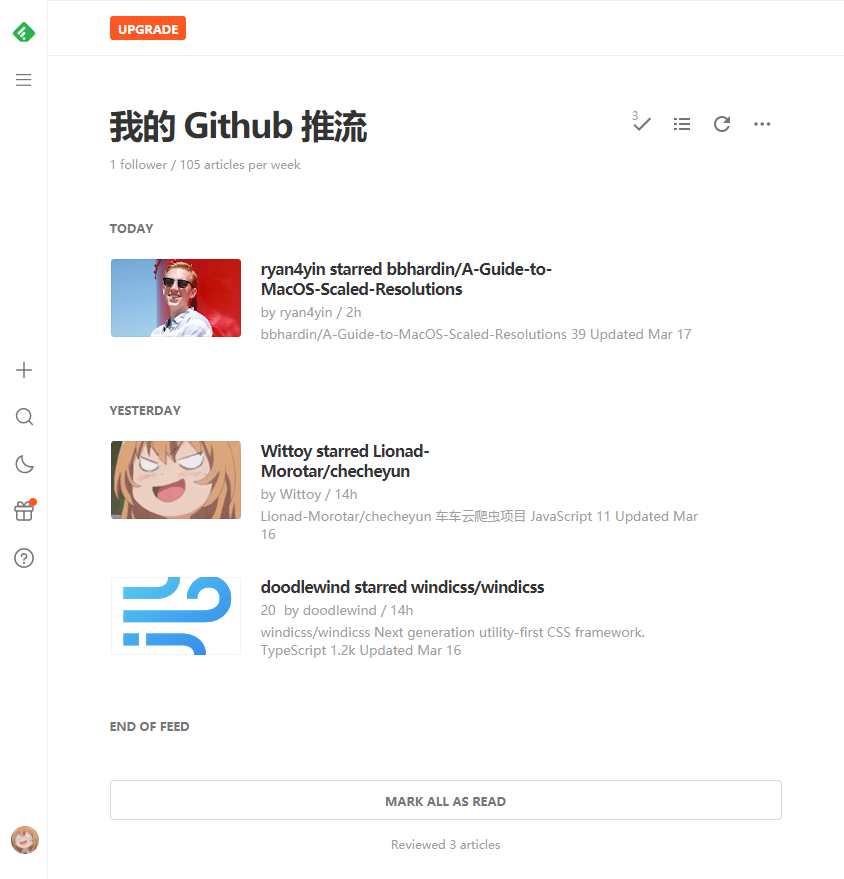 UPGRADE
我的 Github 推流
3
1 follower / 105 articles per week
TODAY
ryan4yin starred bbhardin/A-Guide-to-
MacOS-Scaled-Resolutions
by ryan4yin / 2h
bbhardin/A-Guide-to-MacOS-Scaled-Resolutions 39 Updated Mar 17
YESTERDAY
Wittoy starred Lionad-
Morotar/checheyun
by Wittoy / 14h
Lionad-Morotar/checheyun 车车云爬虫项目 JavaScript 11 Updated Mar
16
doodlewind starred windicss/windicss
20 by doodlewind / 14h
windicss/windicss Next generation utility-first CSS framework.
TypeScript 1.2k Updated Mar 16
END OF FEED
MARK ALL AS READ
Reviewed 3 articles